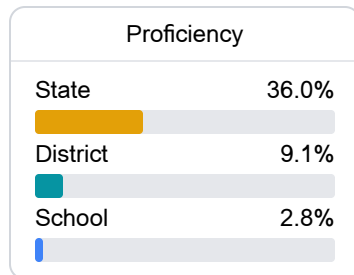 Proficiency
State 36.0%
District 9.1%
School 2.8%